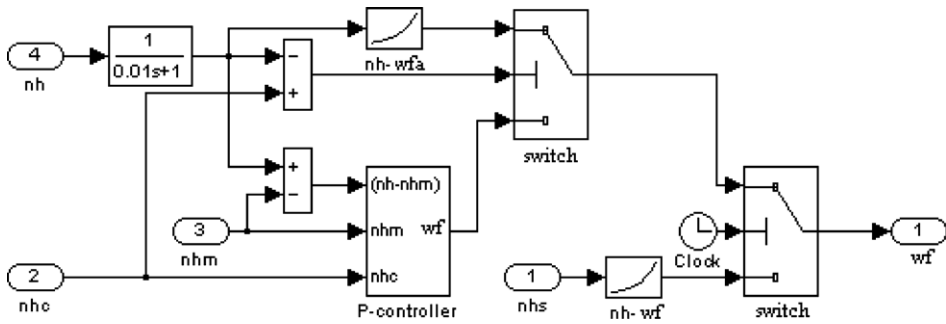 4
nh
1
0.01s+1
nh-wfa
−
+
switch
+
−
(nh-nhm)
nhm
wf
nhc
P-controller
3
nhm
2
nhc
Clock
1
nhs
nh-wf
switch
1
wf